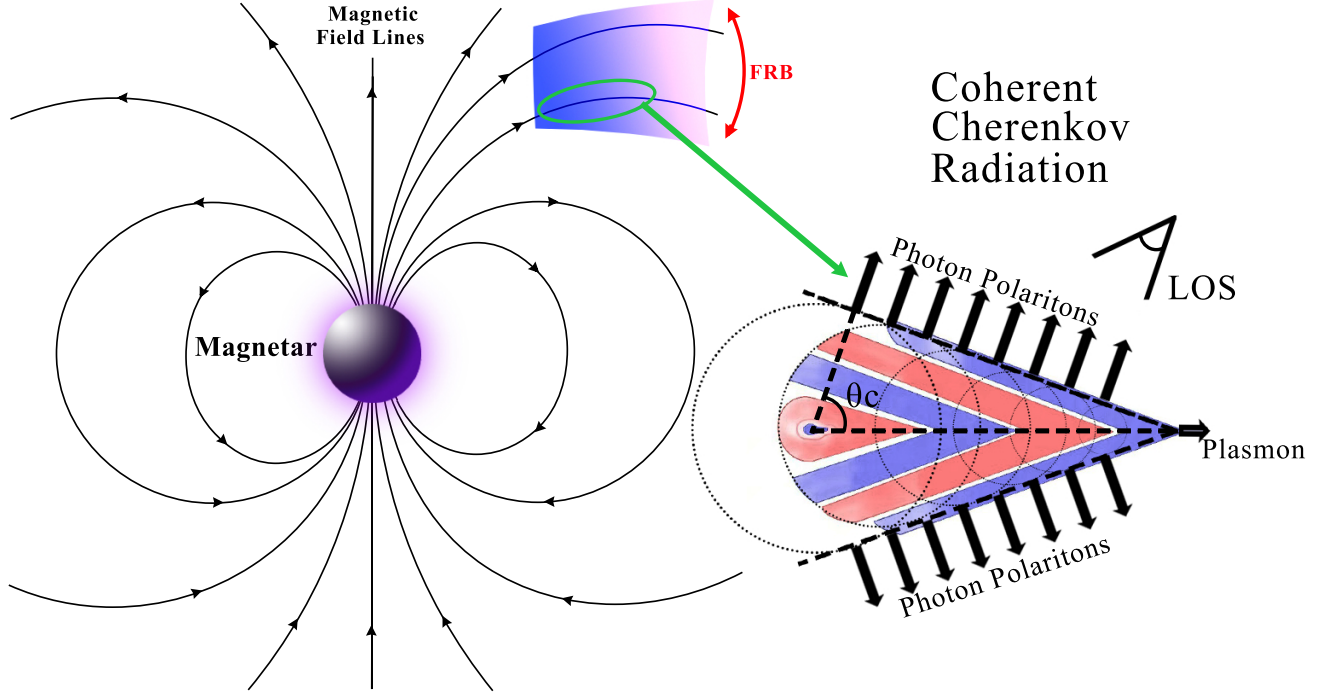 Magnetic
Field Lines
FRB
Coherent
Cherenkov
Radiation
Photon Polaritons
LOS
Magnetar
θc
Plasmon
Photon Polaritons